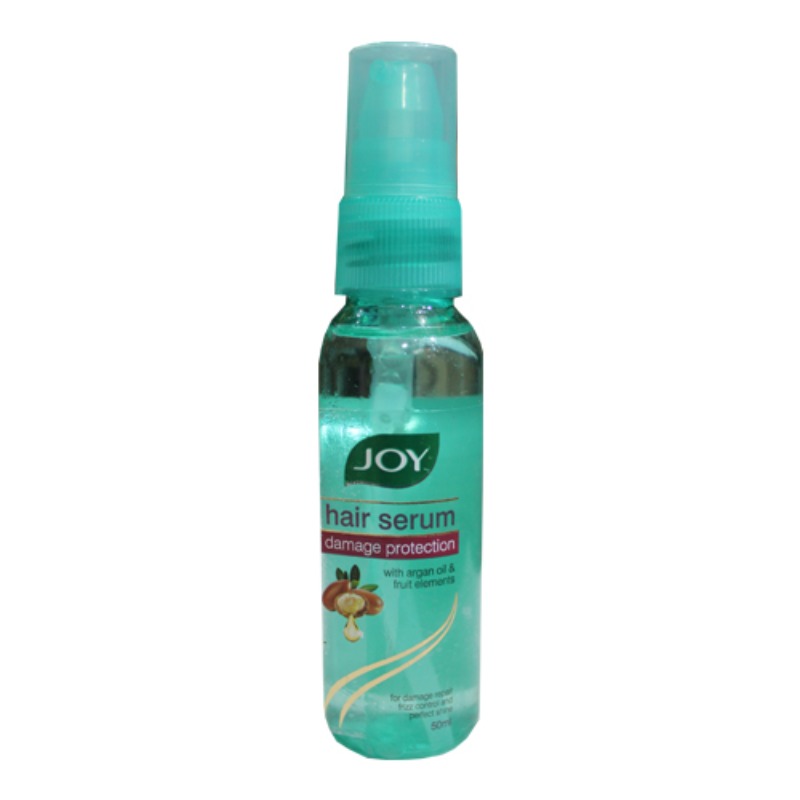 JOY
hair serum
damage protection
with argan oil &
fruit elements
for damage repair
frizz control and
perfect shine
50ml